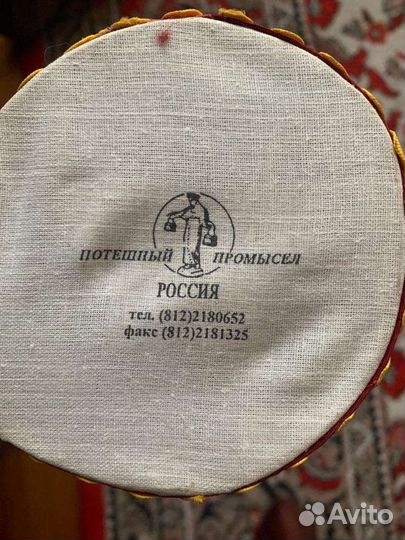 ПОТЕШНЫЙ ПРОМЫСЕЛ
РОССИЯ
тел. (812)2180652
факс (812)2181325
Avito